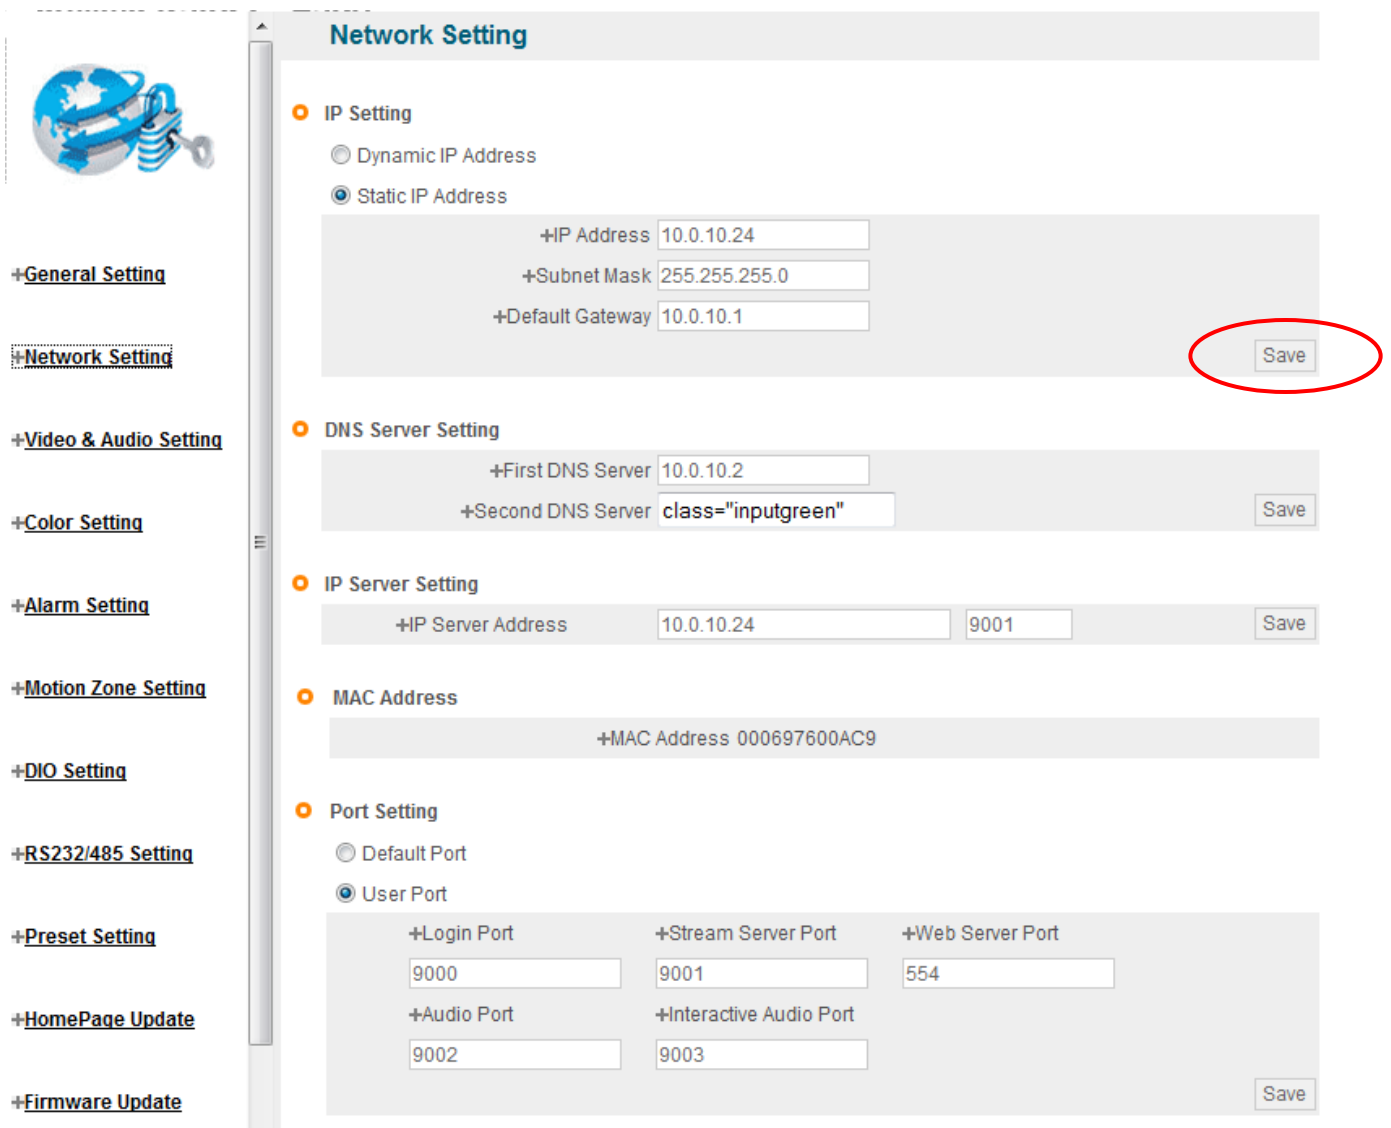 Network Setting
IP Setting
Dynamic IP Address
Static IP Address
+IP Address 10.0.10.24
+Subnet Mask 255.255.255.0
+Default Gateway 10.0.10.1
Save
DNS Server Setting
+First DNS Server 10.0.10.2
+Second DNS Server class="inputgreen" Save
IP Server Setting
+IP Server Address 10.0.10.24 9001 Save
MAC Address
+MAC Address 000697600AC9
Port Setting
Default Port
User Port
+Login Port +Stream Server Port +Web Server Port
9000 9001 554
+Audio Port +Interactive Audio Port
9002 9003
Save
+General Setting
+Network Setting
+Video & Audio Setting
+Color Setting
+Alarm Setting
+Motion Zone Setting
+DIO Setting
+RS232/485 Setting
+Preset Setting
+HomePage Update
+Firmware Update